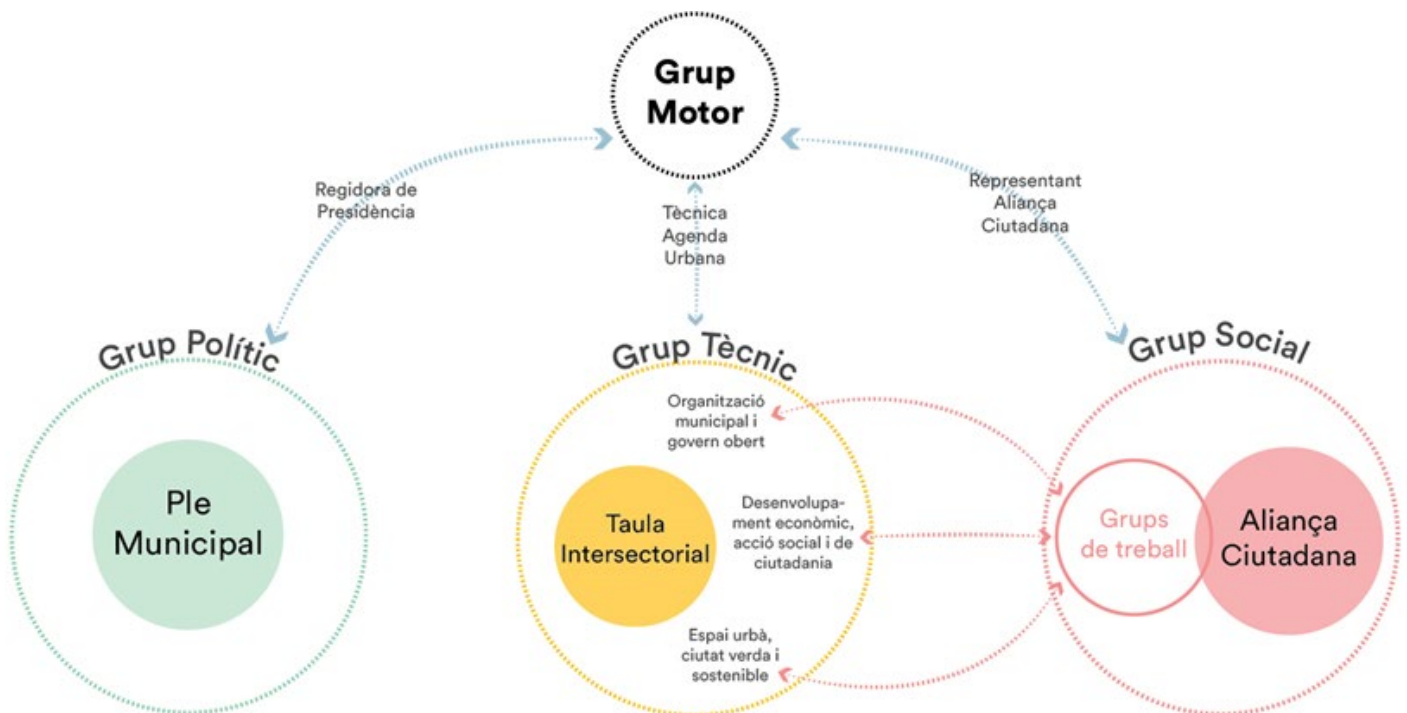 Grup
Motor
Regidora de
Presidència
Tècnica
Agenda
Urbana
Representant
Aliança
Ciutadana
Grup Polític
Ple
Municipal
Grup Tècnic
Organització
municipal i
govern obert
Taula
Intersectorial
Desenvolupa-
ment econòmic,
acció social i de
ciutadania
Espai urbà,
ciutat verda i
sostenible
Grup Social
Grups
de treball
Aliança
Ciutadana